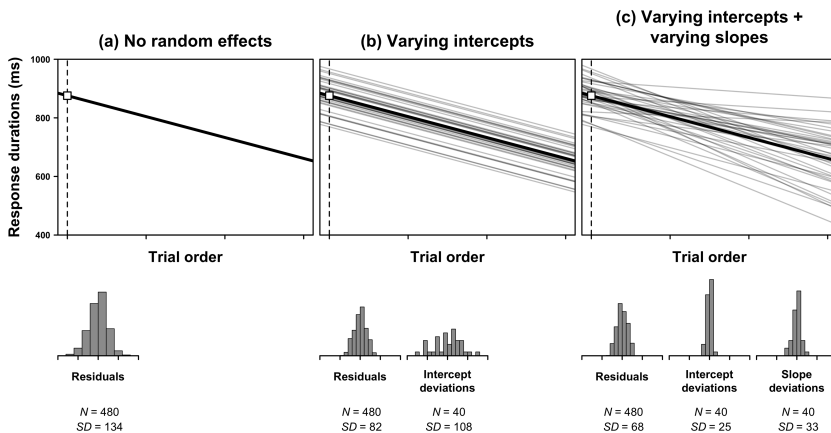 (a) No random effects
(b) Varying intercepts
(c) Varying intercepts +
varying slopes
Response durations (ms)
1000
800
600
400
Trial order
Trial order
Trial order
Residuals
Residuals
Intercept
deviations
Residuals
Intercept
deviations
Slope
deviations
N = 480
SD = 134
N = 480
SD = 82
N = 40
SD = 108
N = 480
SD = 68
N = 40
SD = 25
N = 40
SD = 33